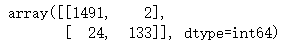 array([[1491,    2],
       [  24,  133]], dtype=int64)